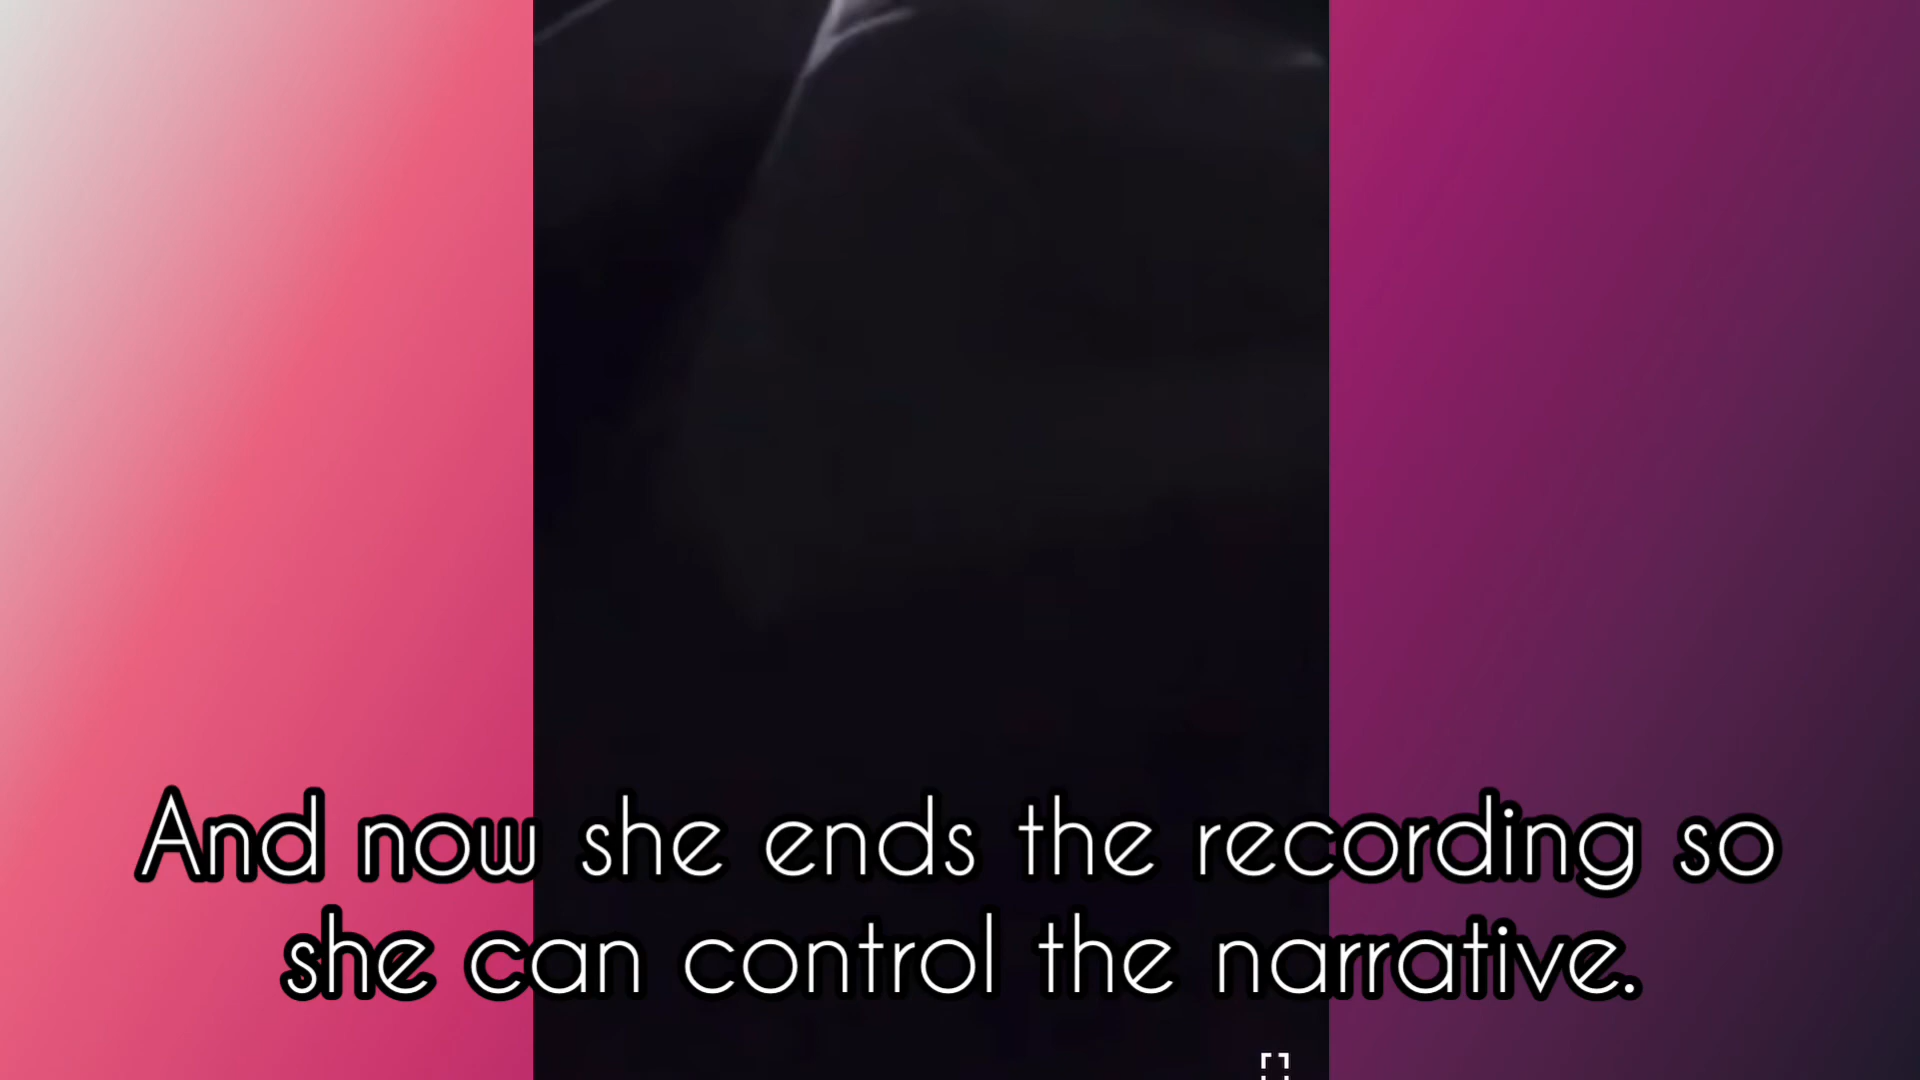 And now she ends the recording so
she can control the narrative.